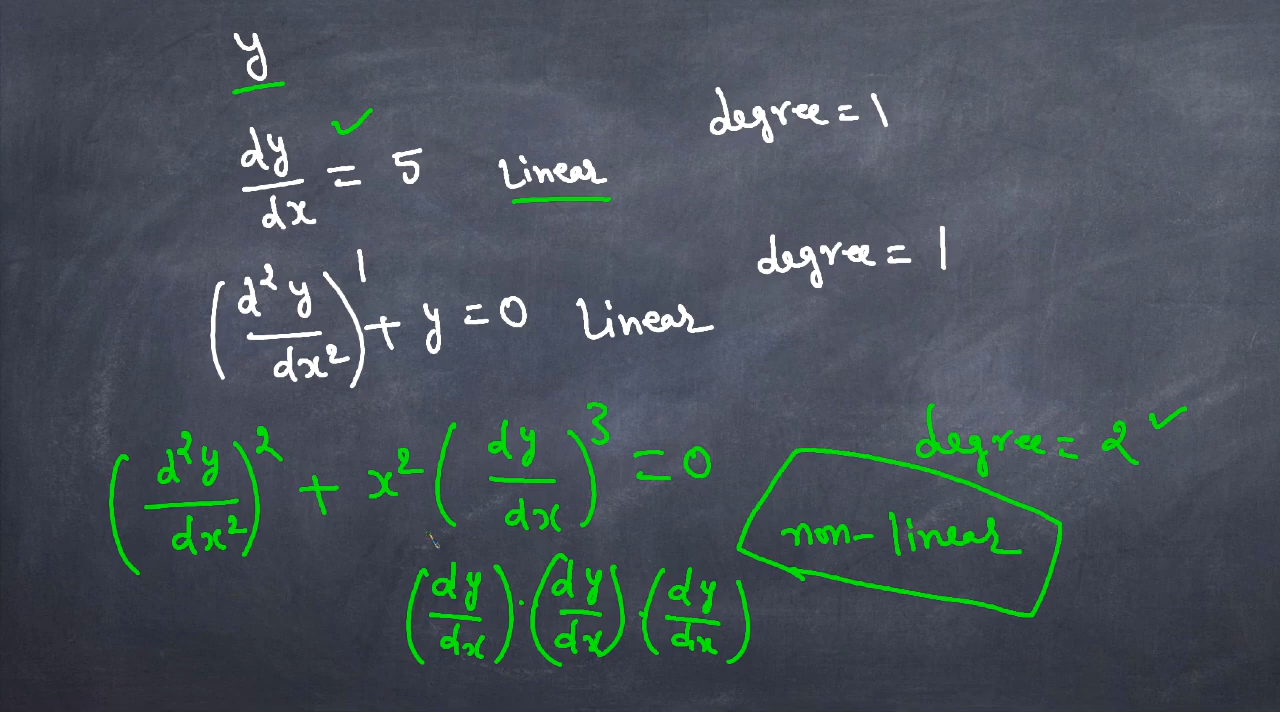 y
dy/dx = 5 Linear degree = 1
(d²y/dx²)¹ + y = 0 Linear degree = 1
(d²y/dx²)² + x² (dy/dx)³ = 0 degree = 2
non-linear
(dy/dx)·(dy/dx)·(dy/dx)